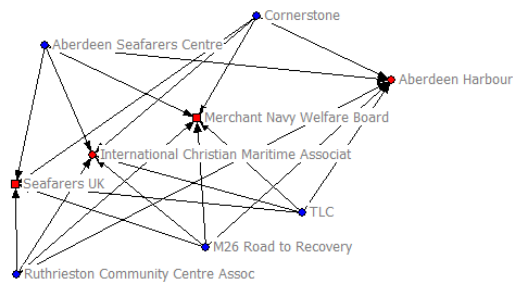 Cornerstone
Aberdeen Seafarers Centre
Aberdeen Harbour
Merchant Navy Welfare Board
International Christian Maritime Associat
Seafarers UK
TLC
M26 Road to Recovery
Ruthrieston Community Centre Assoc